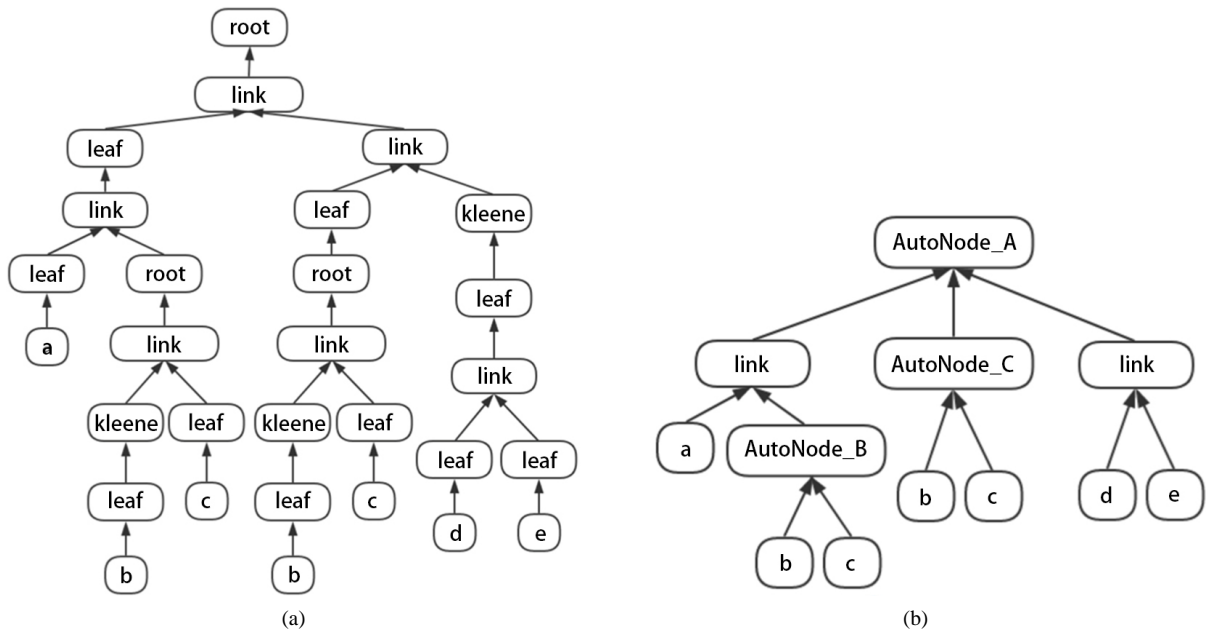 root
link
leaf
link
link
leaf
kleene
leaf
root
root
leaf
a
link
link
link
kleene
leaf
kleene
leaf
leaf
leaf
leaf
c
leaf
c
d
e
b
b
(a)
AutoNode_A
link
AutoNode_C
link
a
AutoNode_B
b
c
d
e
b
c
(b)